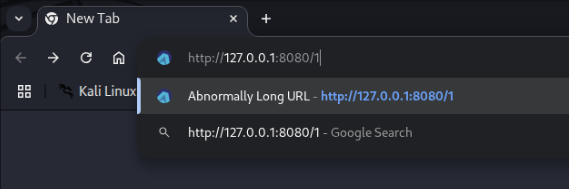 New Tab
http://127.0.0.1:8080/1
Abnormally Long URL - http://127.0.0.1:8080/1
Kali Linux
http://127.0.0.1:8080/1 - Google Search